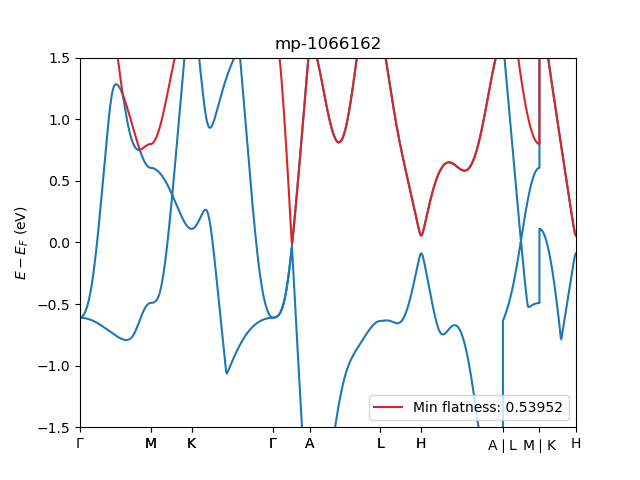 mp-1066162
1.5
1.0
0.5
0.0
−0.5
−1.0
−1.5
E − E_F (eV)
Min flatness: 0.53952
Γ M K Γ A L H A | L M | K H